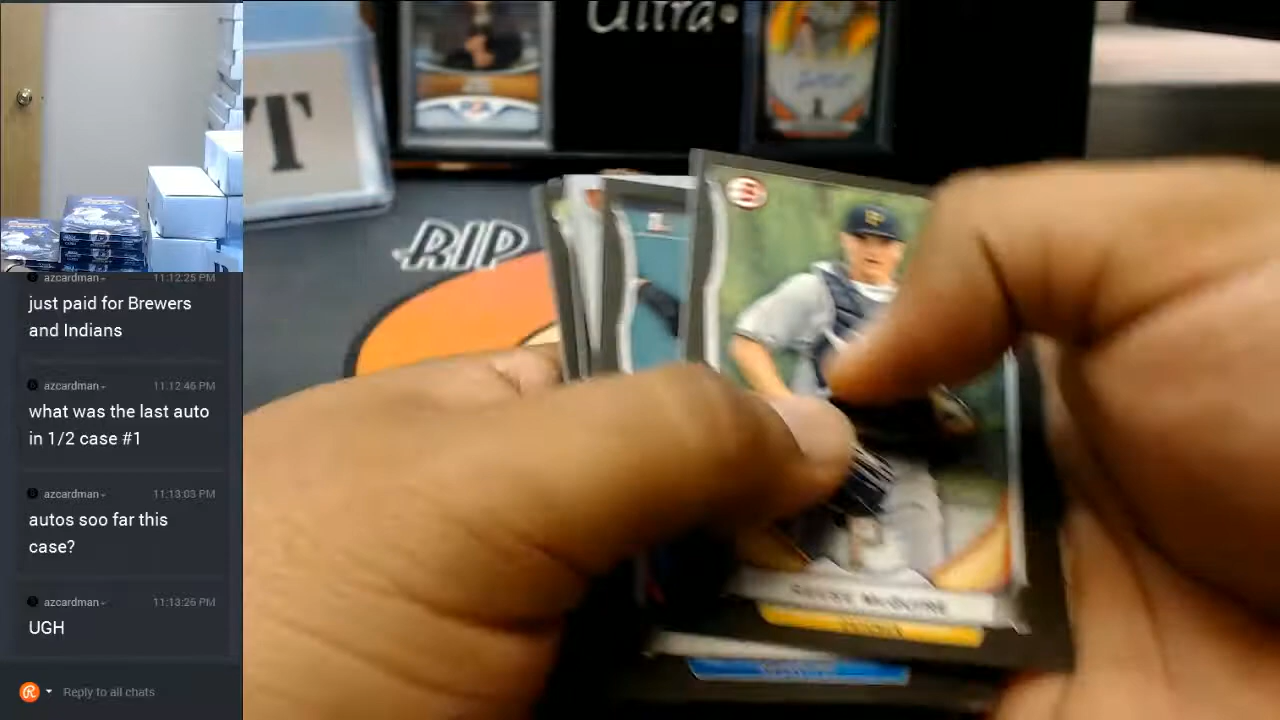 azcardman 11:12:25 PM
just paid for Brewers
and Indians
azcardman 11:12:46 PM
what was the last auto
in 1/2 case #1
azcardman 11:13:03 PM
autos soo far this
case?
azcardman 11:13:26 PM
UGH
Reply to all chats
Ultra
T
RIP